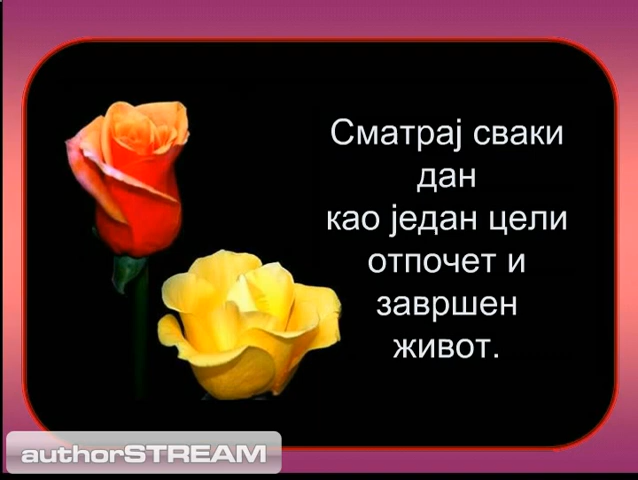 Сматрај сваки
дан
као један цели
отпочет и
завршен
живот.
authorSTREAM